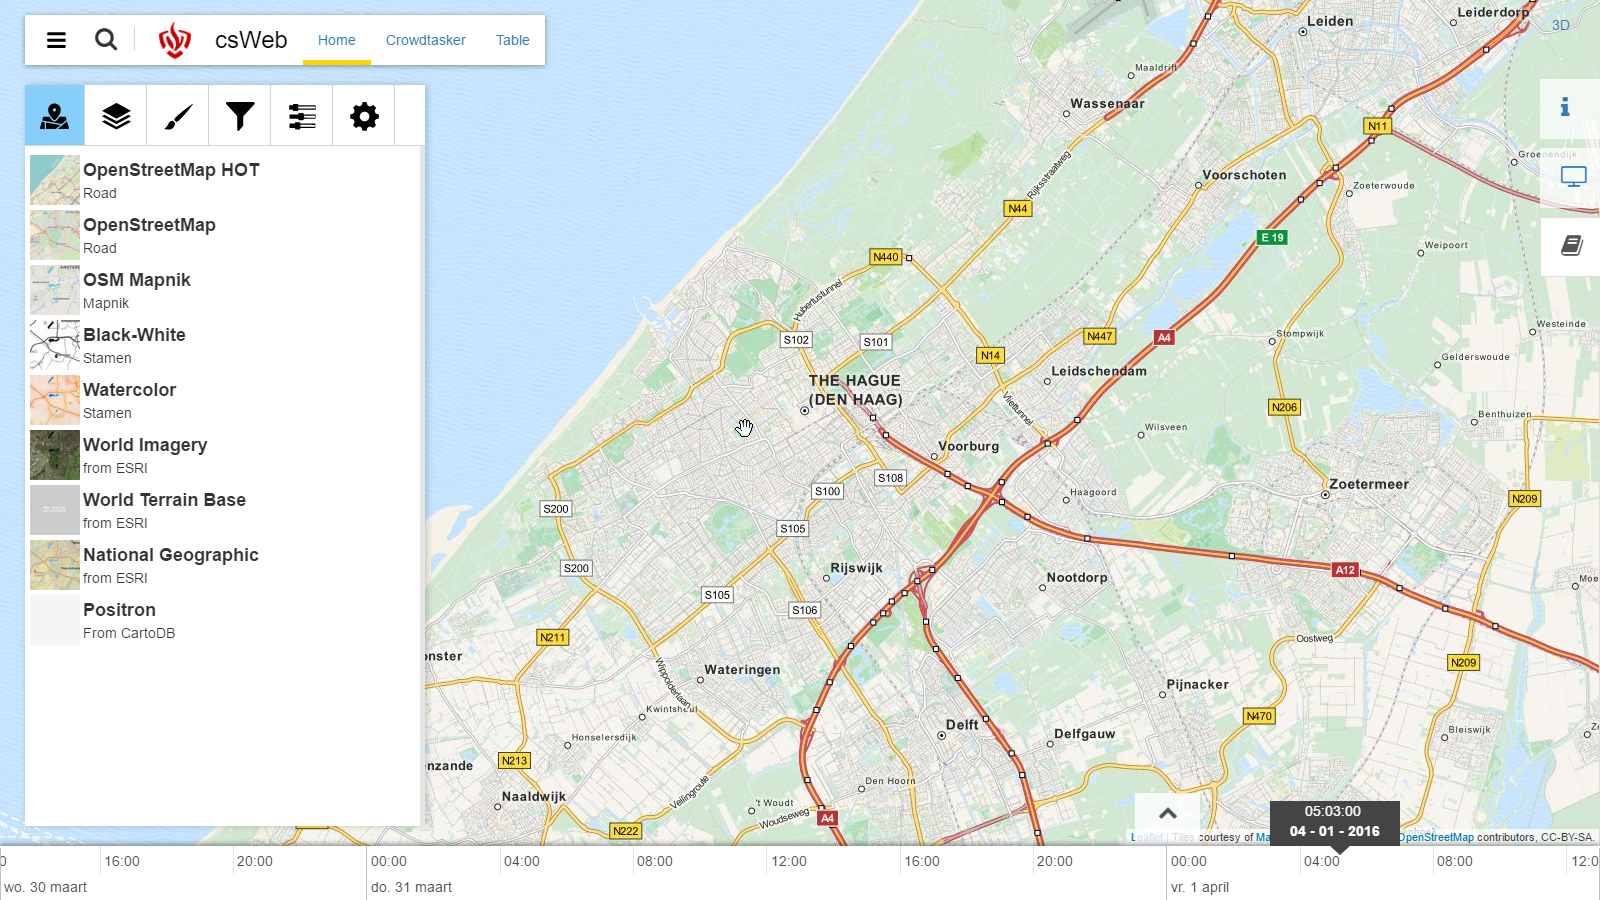 csWeb
Home
Crowdtasker
Table
3D
OpenStreetMap HOT
Road
OpenStreetMap
Road
OSM Mapnik
Mapnik
Black-White
Stamen
Watercolor
Stamen
World Imagery
from ESRI
World Terrain Base
from ESRI
National Geographic
from ESRI
Positron
From CartoDB
Leiden
Leiderdorp
Maaldrift
Wassenaar
N11
Groenendijk
Rijksstraatweg
Voorschoten
Zoeterwoude
N44
E 19
Weipoort
N440
Hubertustunnel
Westeinde
S102
S101
N447
A4
Stompwijk
N14
Gelderswoude
THE HAGUE
(DEN HAAG)
Leidschendam
Vliettunnel
N206
Benthuizen
Wilsveen
Voorburg
S108
S100
Haagoord
Zoetermeer
N209
S200
S105
S200
Rijswijk
A12
Nootdorp
Moe
S105
S106
N211
Oostweg
onster
Wippolderlaan
Wateringen
N209
Pijnacker
Kwintsheul
N470
Honselersdijk
Delft
Delfgauw
Bleiswijk
Zo
N213
nzande
Veilingroute
Den Hoorn
Naaldwijk
't Woudt
Woudseweg
A4
N222
05:03:00
04 - 01 - 2016
Leaflet | Tiles courtesy of Ma
OpenStreetMap contributors, CC-BY-SA.
0
16:00
20:00
00:00
04:00
08:00
12:00
16:00
20:00
00:00
04:00
08:00
12:0
wo. 30 maart
do. 31 maart
vr. 1 april